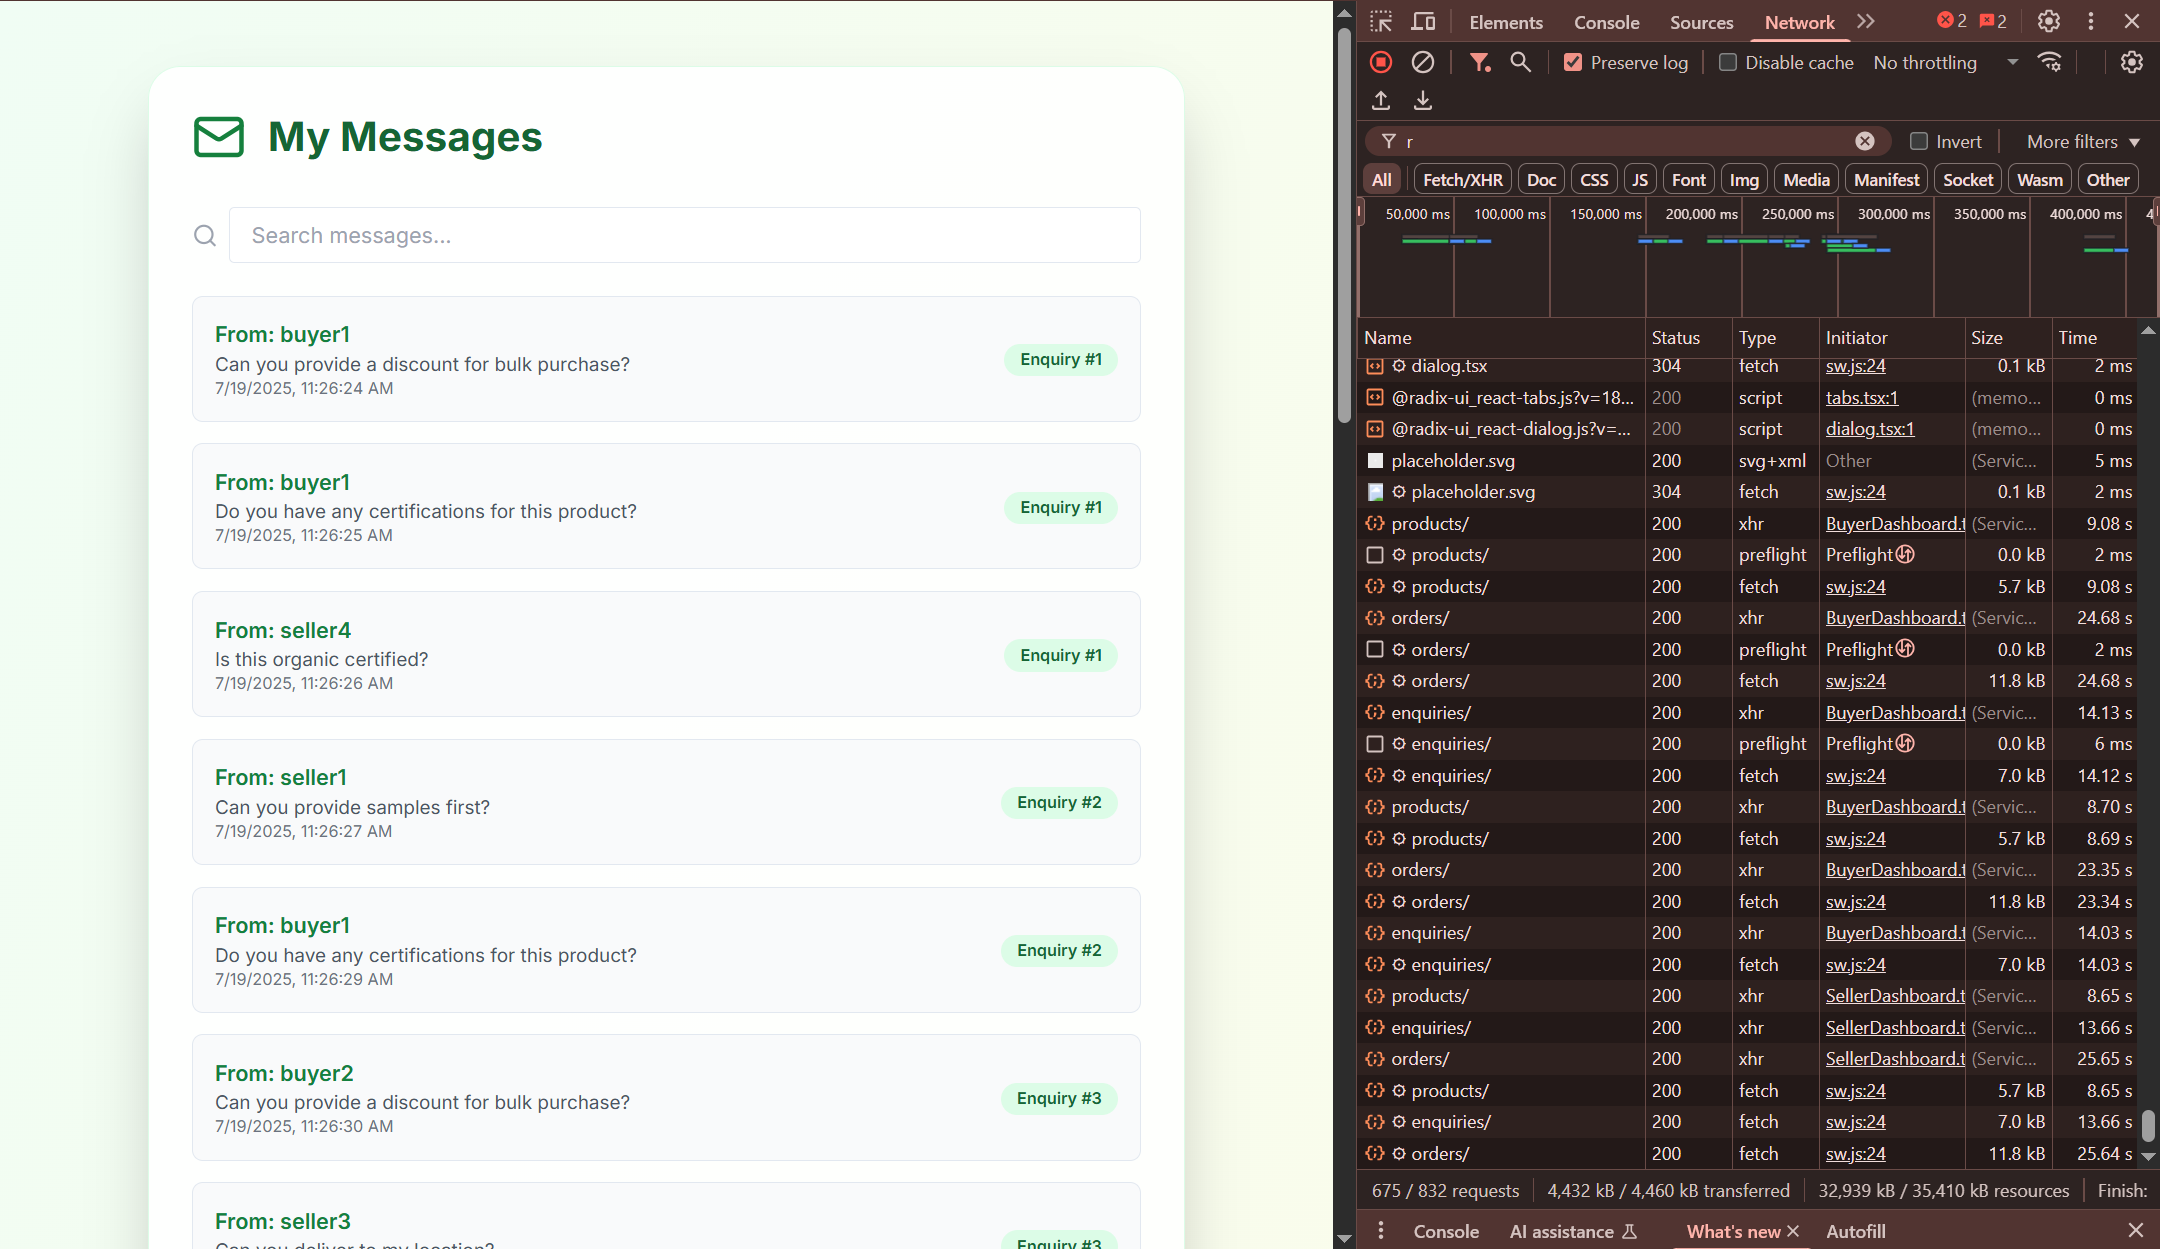 My Messages
Search messages...
From: buyer1
Can you provide a discount for bulk purchase?
7/19/2025, 11:26:24 AM
Enquiry #1
From: buyer1
Do you have any certifications for this product?
7/19/2025, 11:26:25 AM
Enquiry #1
From: seller4
Is this organic certified?
7/19/2025, 11:26:26 AM
Enquiry #1
From: seller1
Can you provide samples first?
7/19/2025, 11:26:27 AM
Enquiry #2
From: buyer1
Do you have any certifications for this product?
7/19/2025, 11:26:29 AM
Enquiry #2
From: buyer2
Can you provide a discount for bulk purchase?
7/19/2025, 11:26:30 AM
Enquiry #3
From: seller3
Can you deliver to my location?
Enquiry #3
Elements Console Sources Network 2 2
Preserve log Disable cache No throttling
r Invert More filters
All Fetch/XHR Doc CSS JS Font Img Media Manifest Socket Wasm Other
50,000 ms 100,000 ms 150,000 ms 200,000 ms 250,000 ms 300,000 ms 350,000 ms 400,000 ms 4
Name Status Type Initiator Size Time
dialog.tsx 304 fetch sw.js:24 0.1 kB 2 ms
@radix-ui_react-tabs.js?v=18... 200 script tabs.tsx:1 (memo... 0 ms
@radix-ui_react-dialog.js?v=... 200 script dialog.tsx:1 (memo... 0 ms
placeholder.svg 200 svg+xml Other (Servic... 5 ms
placeholder.svg 304 fetch sw.js:24 0.1 kB 2 ms
products/ 200 xhr BuyerDashboard.t (Servic... 9.08 s
products/ 200 preflight Preflight 0.0 kB 2 ms
products/ 200 fetch sw.js:24 5.7 kB 9.08 s
orders/ 200 xhr BuyerDashboard.t (Servic... 24.68 s
orders/ 200 preflight Preflight 0.0 kB 2 ms
orders/ 200 fetch sw.js:24 11.8 kB 24.68 s
enquiries/ 200 xhr BuyerDashboard.t (Servic... 14.13 s
enquiries/ 200 preflight Preflight 0.0 kB 6 ms
enquiries/ 200 fetch sw.js:24 7.0 kB 14.12 s
products/ 200 xhr BuyerDashboard.t (Servic... 8.70 s
products/ 200 fetch sw.js:24 5.7 kB 8.69 s
orders/ 200 xhr BuyerDashboard.t (Servic... 23.35 s
orders/ 200 fetch sw.js:24 11.8 kB 23.34 s
enquiries/ 200 xhr BuyerDashboard.t (Servic... 14.03 s
enquiries/ 200 fetch sw.js:24 7.0 kB 14.03 s
products/ 200 xhr SellerDashboard.t (Servic... 8.65 s
enquiries/ 200 xhr SellerDashboard.t (Servic... 13.66 s
orders/ 200 xhr SellerDashboard.t (Servic... 25.65 s
products/ 200 fetch sw.js:24 5.7 kB 8.65 s
enquiries/ 200 fetch sw.js:24 7.0 kB 13.66 s
orders/ 200 fetch sw.js:24 11.8 kB 25.64 s
675 / 832 requests 4,432 kB / 4,460 kB transferred 32,939 kB / 35,410 kB resources Finish:
Console AI assistance What's new Autofill